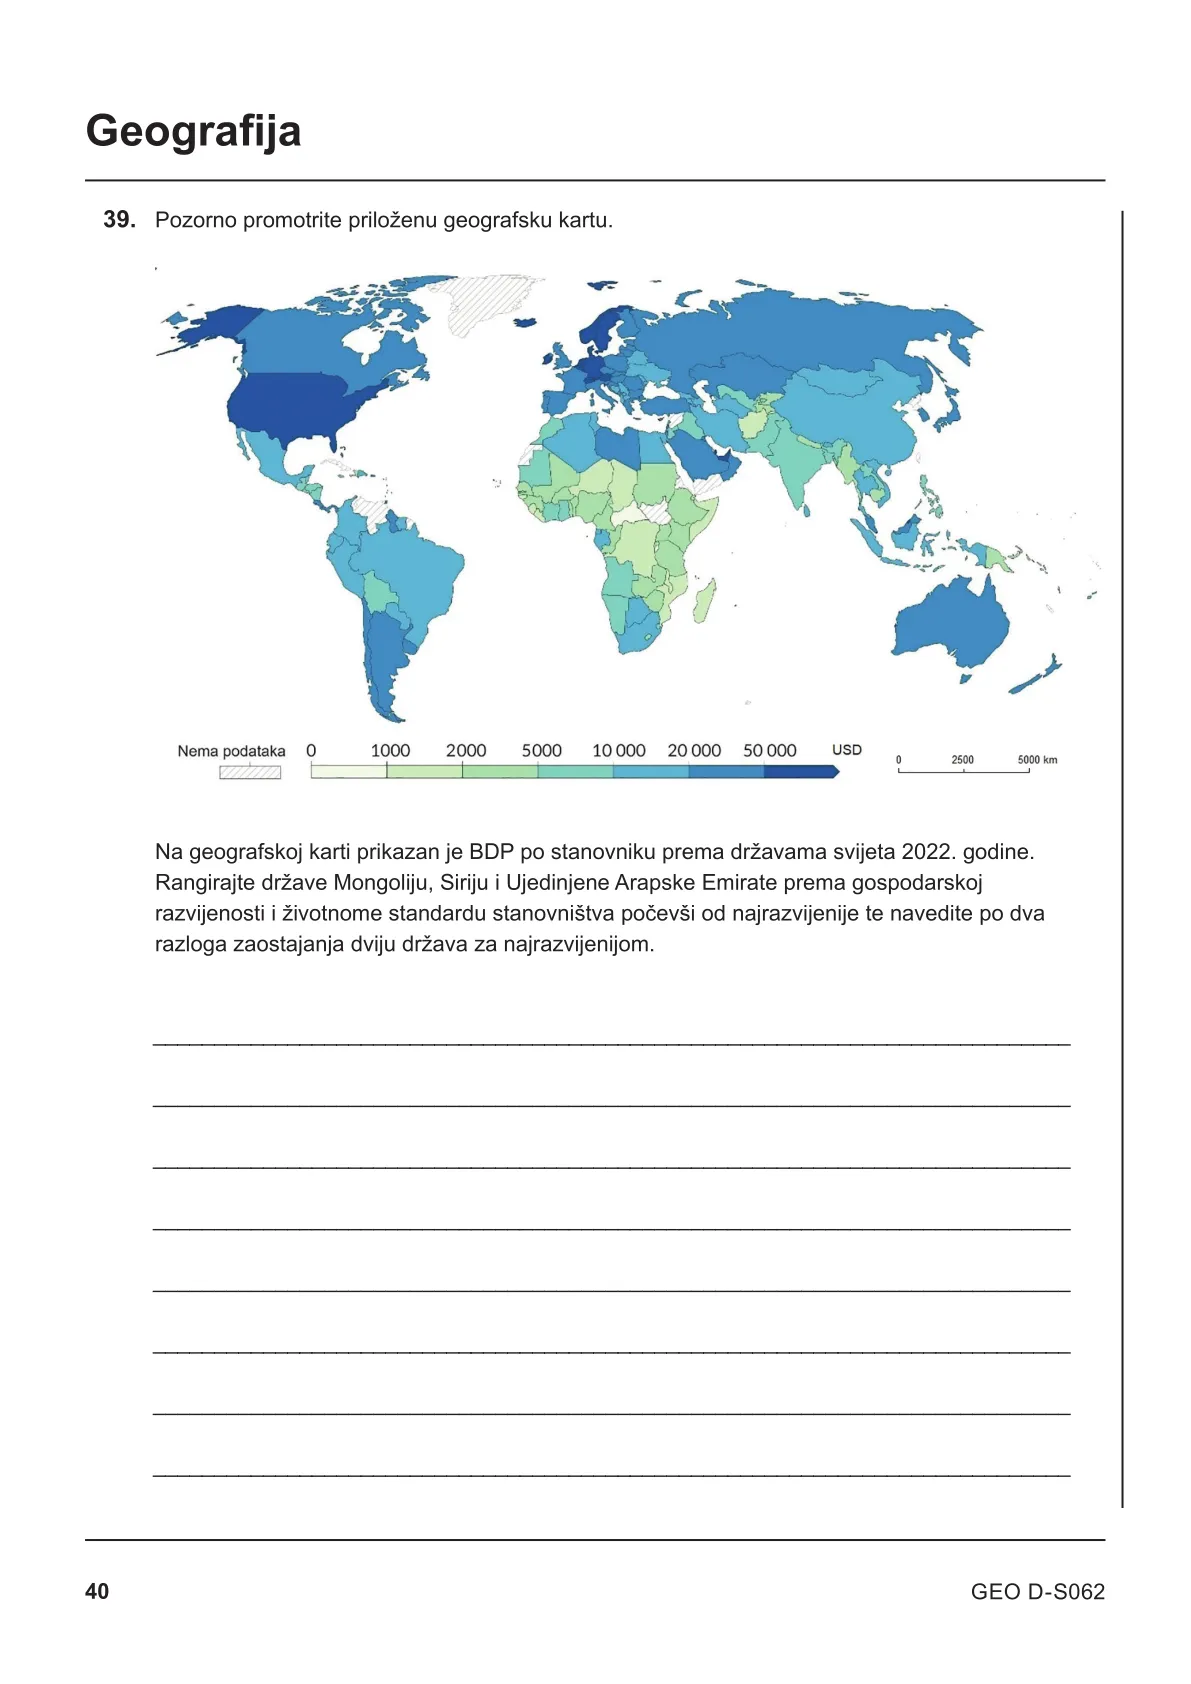 Geografija
39. Pozorno promotrite priloženu geografsku kartu.
Nema podataka 0 1000 2000 5000 10 000 20 000 50 000 USD
0 2500 5000 km
Na geografskoj karti prikazan je BDP po stanovniku prema državama svijeta 2022. godine.
Rangirajte države Mongoliju, Siriju i Ujedinjene Arapske Emirate prema gospodarskoj
razvijenosti i životnome standardu stanovništva počevši od najrazvijenije te navedite po dva
razloga zaostajanja dviju država za najrazvijenijom.
40 GEO D-S062